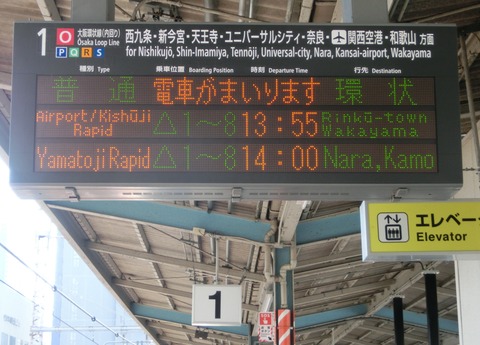 1 O 大阪環状線(内回り) Osaka Loop Line P Q R S
西九条・新今宮・天王寺・ユニバーサルシティ・奈良・関西空港・和歌山 方面
for Nishikujō, Shin-Imamiya, Tennōji, Universal-city, Nara, Kansai-airport, Wakayama
種別 Type 乗車位置 Boarding Position 時刻 Departure Time 行先 Destination
普通 電車がまいります 環状
Airport/Kishūji Rapid △1～8 13:55 Rinkū-town Wakayama
Yamatoji Rapid △1～8 14:00 Nara, Kamo
エレベー
Elevator
1